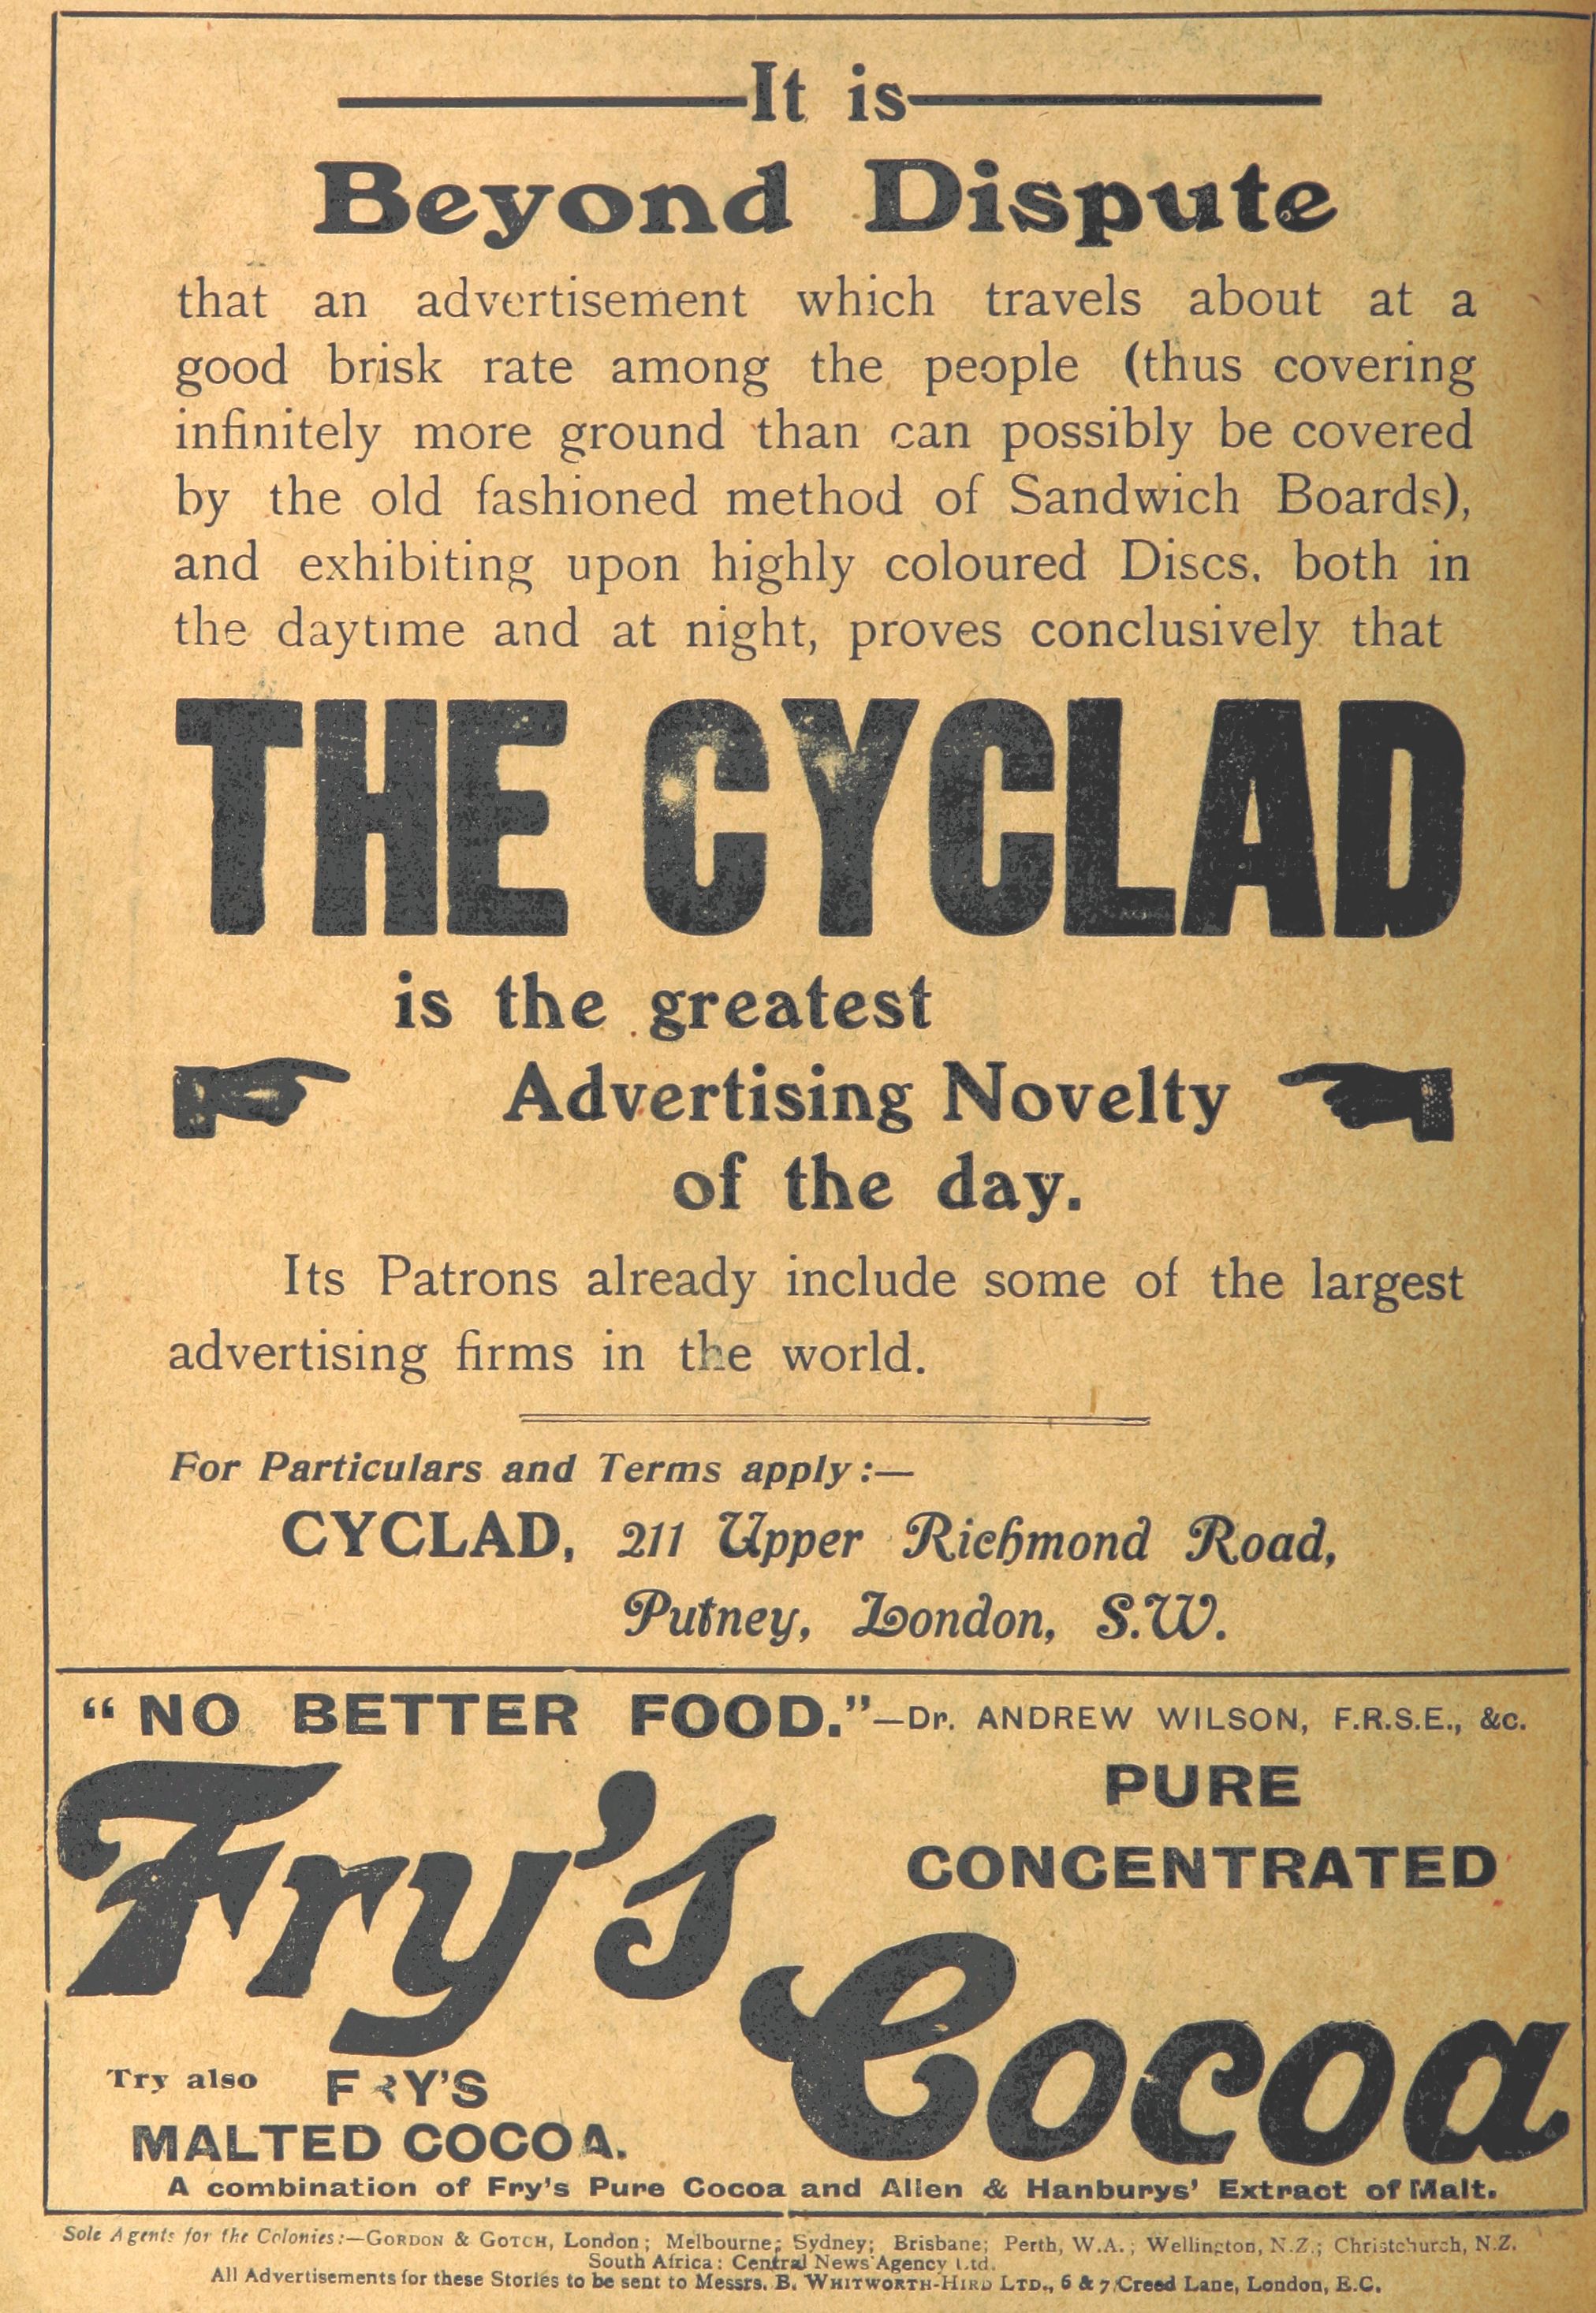 It is
Beyond Dispute
that an advertisement which travels about at a
good brisk rate among the people (thus covering
infinitely more ground than can possibly be covered
by the old fashioned method of Sandwich Boards),
and exhibiting upon highly coloured Discs, both in
the daytime and at night, proves conclusively that
THE CYCLAD
is the greatest
Advertising Novelty
of the day.
Its Patrons already include some of the largest
advertising firms in the world.
For Particulars and Terms apply:—
CYCLAD, 211 Upper Richmond Road,
Putney, London, S.W.
"NO BETTER FOOD."—Dr. ANDREW WILSON, F.R.S.E., &c.
PURE
CONCENTRATED
Fry's
Cocoa
Try also FRY'S
MALTED COCOA.
A combination of Fry's Pure Cocoa and Allen & Hanburys' Extract of Malt.
Sole Agents for the Colonies:—GORDON & GOTCH, London; Melbourne; Sydney; Brisbane; Perth, W.A.; Wellington, N.Z.; Christchurch, N.Z.
South Africa: Central News Agency Ltd.
All Advertisements for these Stories to be sent to Messrs. B. WHITWORTH-HIRD LTD., 6 & 7 Creed Lane, London, E.C.